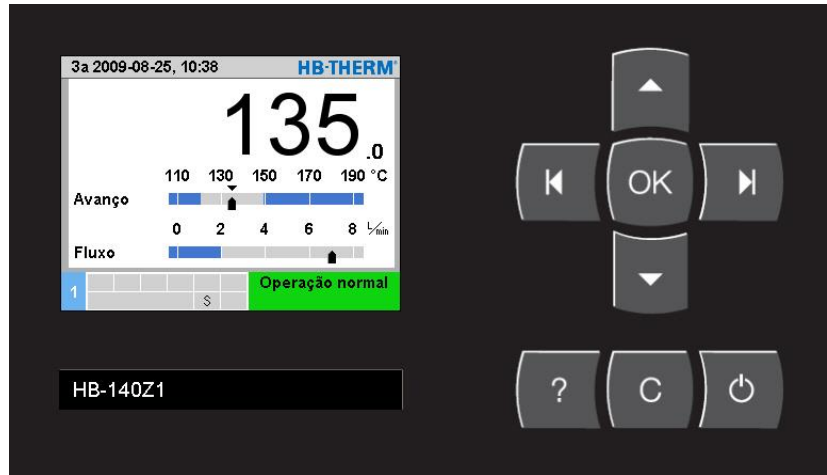 3a 2009-08-25, 10:38 HB-THERM®
135.0
110 130 150 170 190 °C
Avanço
0 2 4 6 8 L/min
Fluxo
1 S Operação normal
OK
HB-140Z1
? C